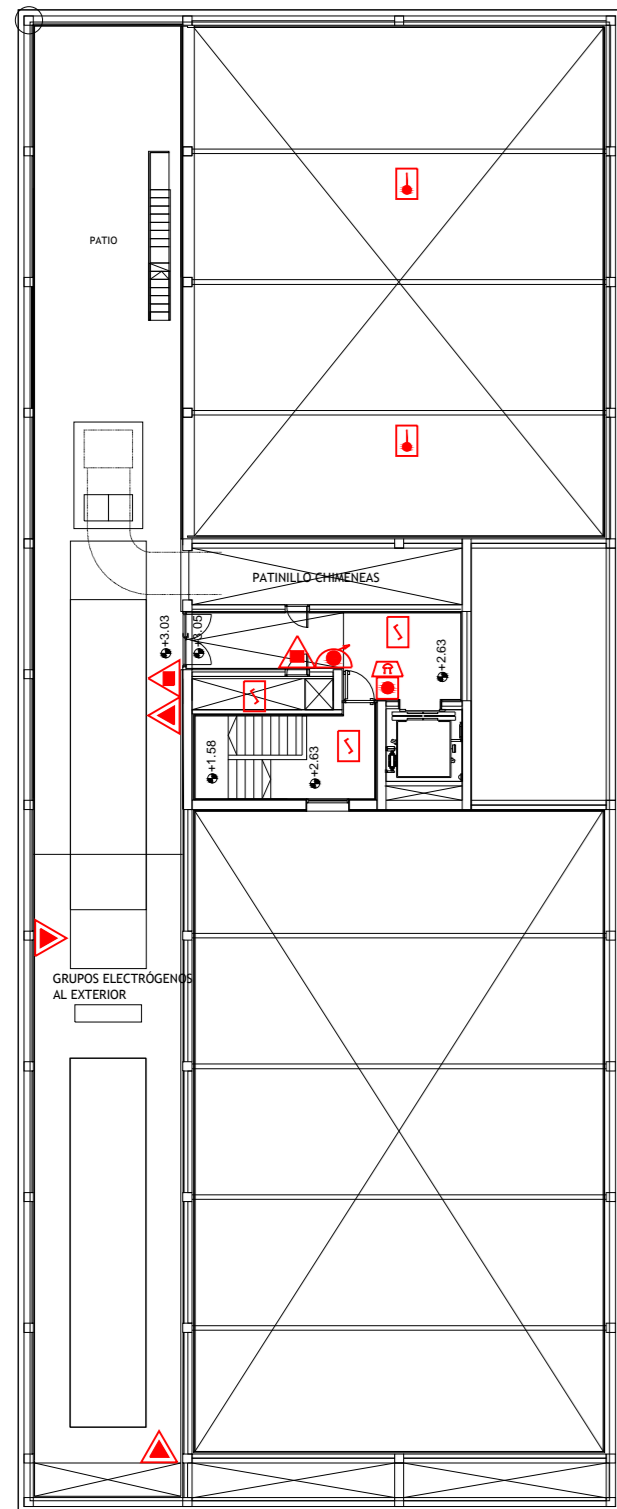 PATIO
PATINILLO CHIMENEAS
+3.03
+3.05
+2.63
+1.58
+2.63
GRUPOS ELECTRÓGENOS
AL EXTERIOR